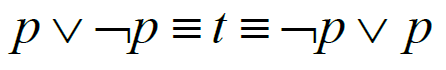 p ∨ ¬p ≡ t ≡ ¬p ∨ p